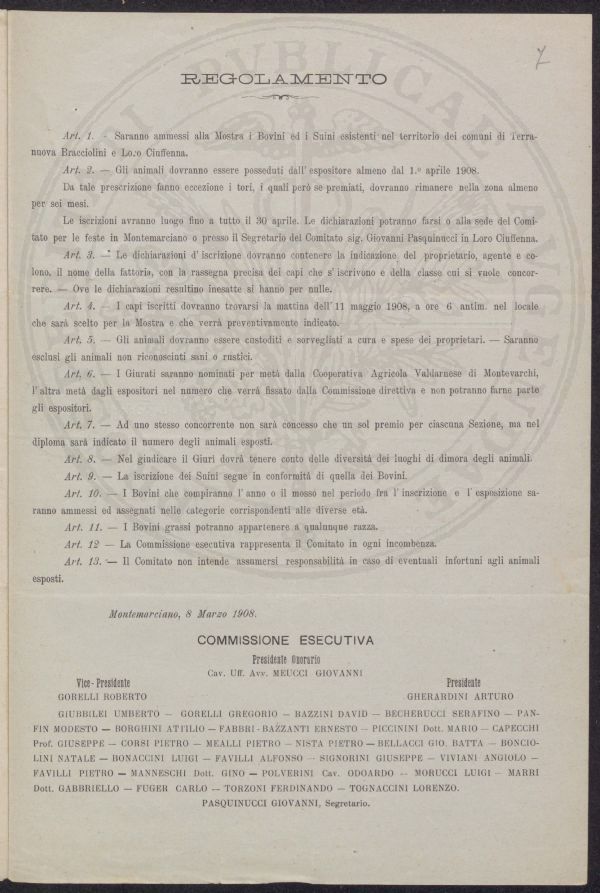 7
REGOLAMENTO
Art. 1. - Saranno ammessi alla Mostra i Bovini ed i Suini esistenti nel territorio dei comuni di Terra-
nuova Bracciolini e Loro Ciuffenna.
Art. 2. — Gli animali dovranno essere posseduti dall'espositore almeno dal 1.º aprile 1908.
Da tale prescrizione fanno eccezione i tori, i quali però se premiati, dovranno rimanere nella zona almeno
per sei mesi.
Le iscrizioni avranno luogo fino a tutto il 30 aprile. Le dichiarazioni potranno farsi o alla sede del Comi-
tato per le feste in Montemarciano o presso il Segretario del Comitato sig. Giovanni Pasquinucci in Loro Ciuffenna.
Art. 3. — Le dichiarazioni d'iscrizione dovranno contenere la indicazione del proprietario, agente e co-
lono, il nome della fattoria, con la rassegna precisa dei capi che s'iscrivono e della classe cui si vuole concor-
rere. — Ove le dichiarazioni resultino inesatte si hanno per nulle.
Art. 4. — I capi iscritti dovranno trovarsi la mattina dell'11 maggio 1908, a ore 6 antim. nel locale
che sarà scelto per la Mostra e che verrà preventivamente indicato.
Art. 5. — Gli animali dovranno essere custoditi e sorvegliati a cura e spese dei proprietari. — Saranno
esclusi gli animali non riconosciuti sani o rustici.
Art. 6. — I Giurati saranno nominati per metà dalla Cooperativa Agricola Valdarnese di Montevarchi,
l'altra metà dagli espositori nel numero che verrà fissato dalla Commissione direttiva e non potranno farne parte
gli espositori.
Art. 7. — Ad uno stesso concorrente non sarà concesso che un sol premio per ciascuna Sezione, ma nel
diploma sarà indicato il numero degli animali esposti.
Art. 8. — Nel giudicare il Giuri dovrà tenere conto delle diversità dei luoghi di dimora degli animali.
Art. 9. — La iscrizione dei Suini segue in conformità di quella dei Bovini.
Art. 10. — I Bovini che compiranno l'anno o il mosso nel periodo fra l'inscrizione e l'esposizione sa-
ranno ammessi ed assegnati nelle categorie corrispondenti alle diverse età.
Art. 11. — I Bovini grassi potranno appartenere a qualunque razza.
Art. 12 — La Commissione esecutiva rappresenta il Comitato in ogni incombenza.
Art. 13. — Il Comitato non intende assumersi responsabilità in caso di eventuali infortuni agli animali
esposti.
Montemarciano, 8 Marzo 1908.
COMMISSIONE ESECUTIVA
Presidente Onorario
Cav. Uff. Avv. MEUCCI GIOVANNI
Vice-Presidente
GORELLI ROBERTO
Presidente
GHERARDINI ARTURO
GIUBBILEI UMBERTO — GORELLI GREGORIO — BAZZINI DAVID — BECHERUCCI SERAFINO — PAN-
FIN MODESTO — BORGHINI ATTILIO — FABBRI-BAZZANTI ERNESTO — PICCININI Dott. MARIO — CAPECCHI
Prof. GIUSEPPE — CORSI PIETRO — MEALLI PIETRO — NISTA PIETRO — BELLACCI GIO. BATTA — BONCIO-
LINI NATALE — BONACCINI LUIGI — FAVILLI ALFONSO — SIGNORINI GIUSEPPE — VIVIANI ANGIOLO —
FAVILLI PIETRO — MANNESCHI Dott. GINO — POLVERINI Cav. ODOARDO — MORUCCI LUIGI — MARRI
Dott. GABBRIELLO — FUGER CARLO — TORZONI FERDINANDO — TOGNACCINI LORENZO.
PASQUINUCCI GIOVANNI, Segretario.